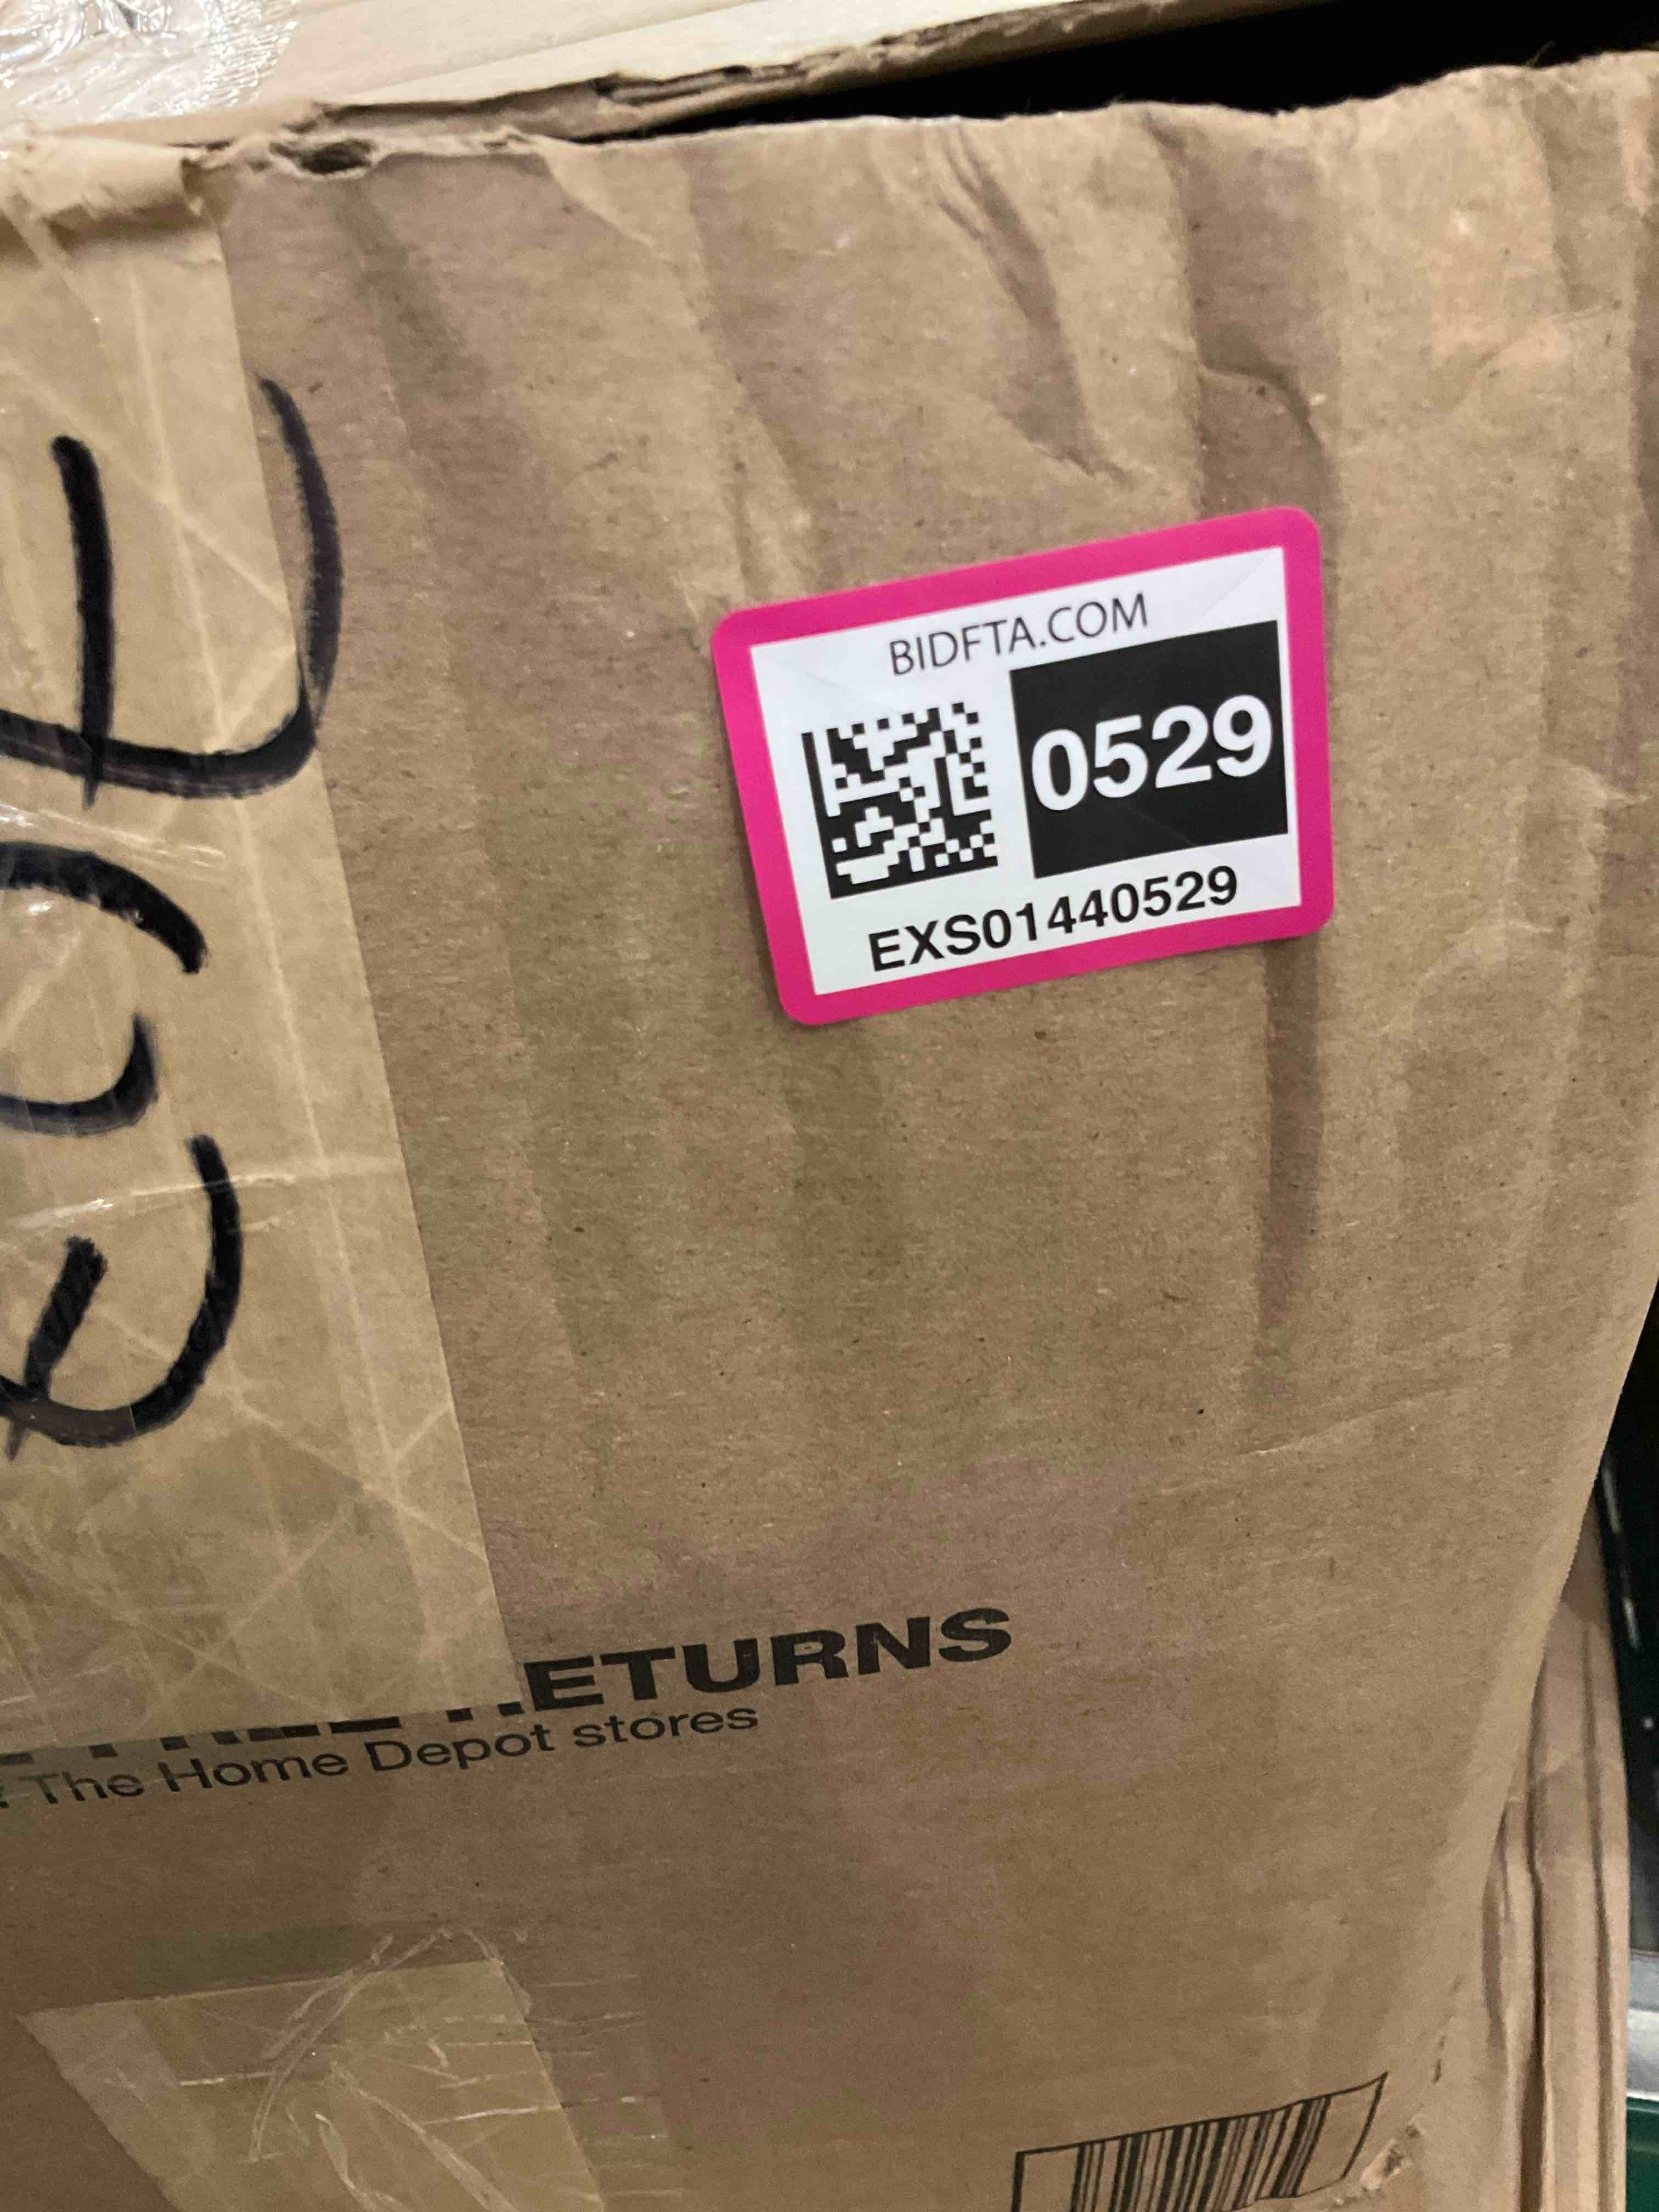 BIDFTA.COM
0529
EXS01440529
RETURNS
The Home Depot stores